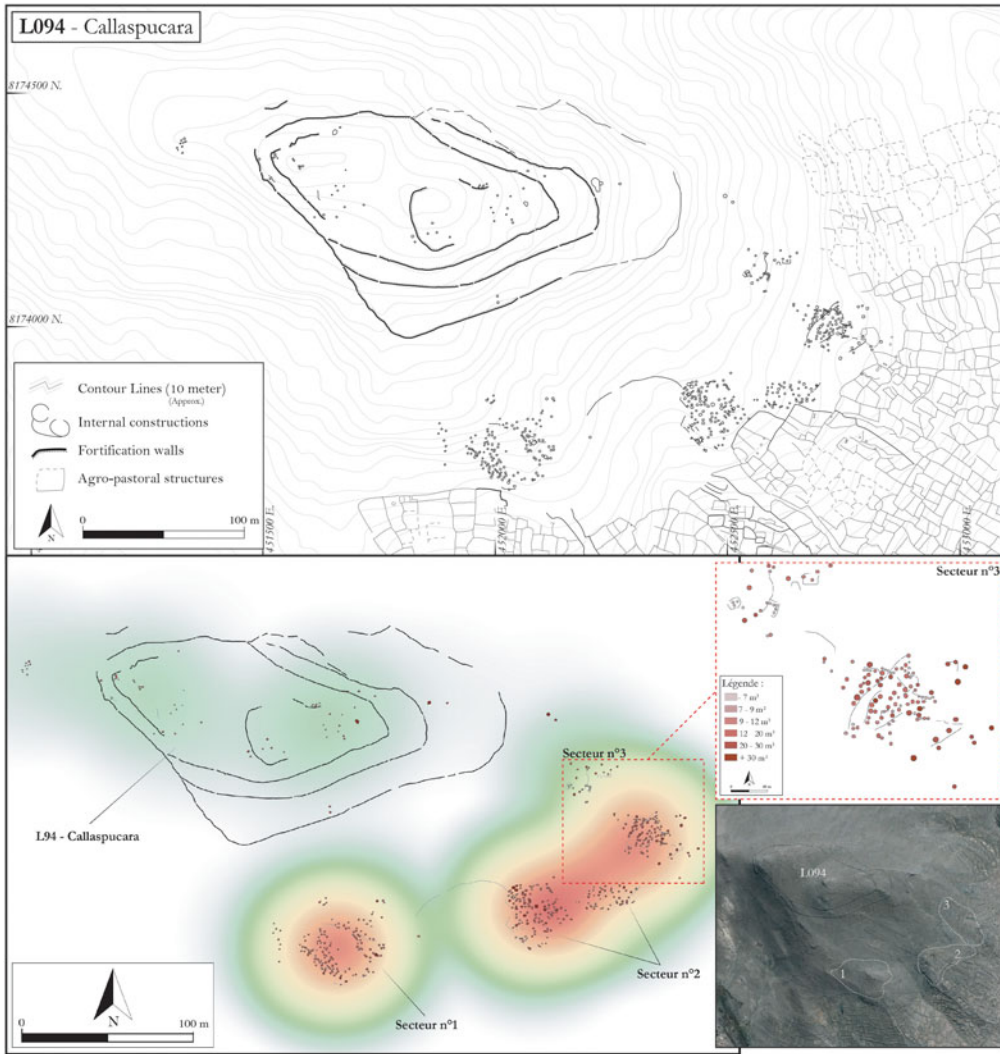 L094 - Callaspucara
8174500 N.
8174000 N.
Contour Lines (10 meter)
(Approx.)
Internal constructions
Fortification walls
Agro-pastoral structures
N
0 100 m
451500 E.
452000 E.
452500 E.
453000 E.
Secteur n°3
Légende :
- 7 m²
7 - 9 m²
9 - 12 m²
12 - 20 m²
20 - 30 m²
+ 30 m²
N
Secteur n°3
L94 - Callaspucara
Secteur n°2
Secteur n°1
N
0 100 m
L094
3
2
1